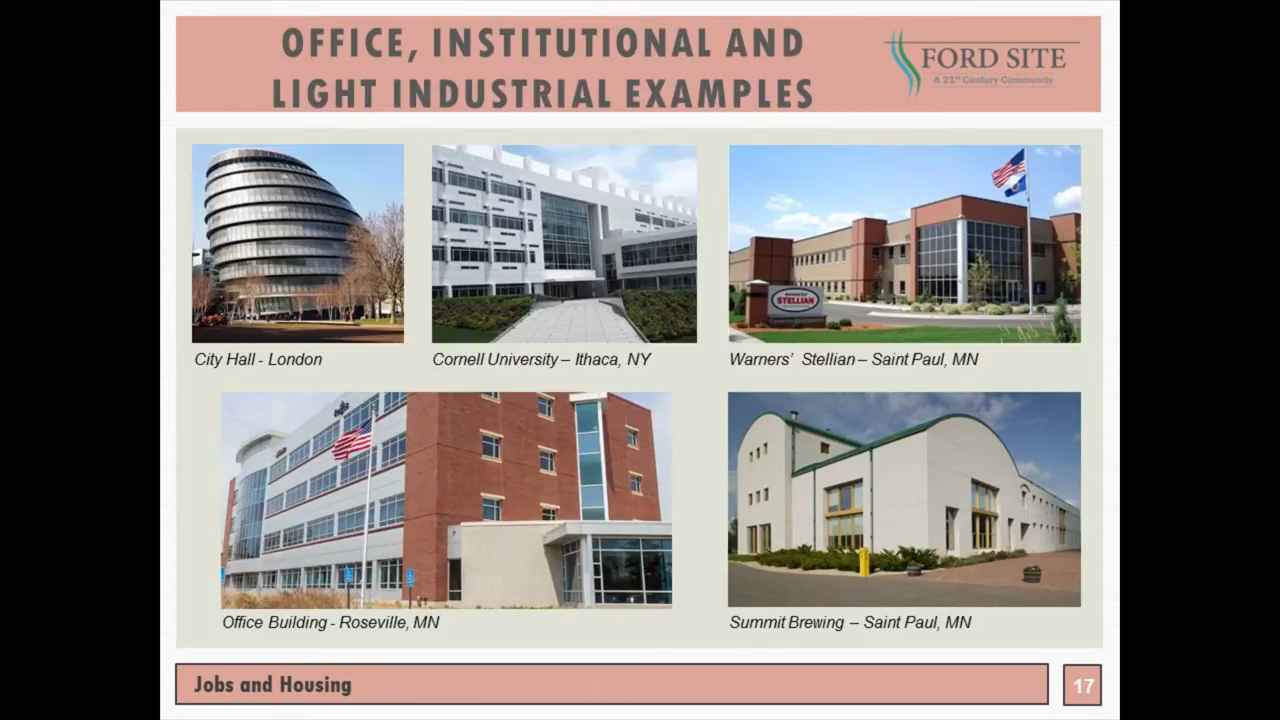 OFFICE, INSTITUTIONAL AND
LIGHT INDUSTRIAL EXAMPLES
FORD SITE
A 21st Century Community
STELLIAN
City Hall - London
Cornell University – Ithaca, NY
Warners' Stellian – Saint Paul, MN
Office Building - Roseville, MN
Summit Brewing – Saint Paul, MN
Jobs and Housing
17